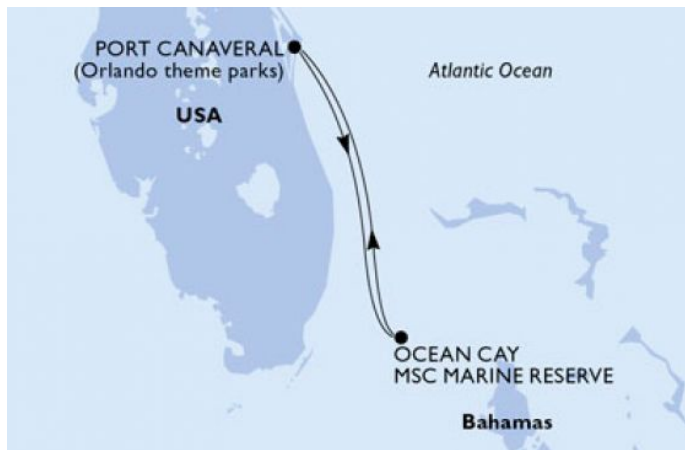 PORT CANAVERAL
(Orlando theme parks)
Atlantic Ocean
USA
OCEAN CAY
MSC MARINE RESERVE
Bahamas